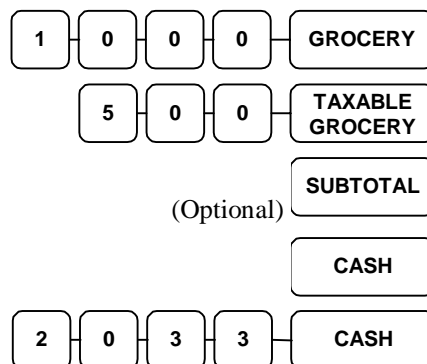 1 0 0 0 GROCERY
5 0 0 TAXABLE
GROCERY
SUBTOTAL
(Optional)
CASH
2 0 3 3 CASH